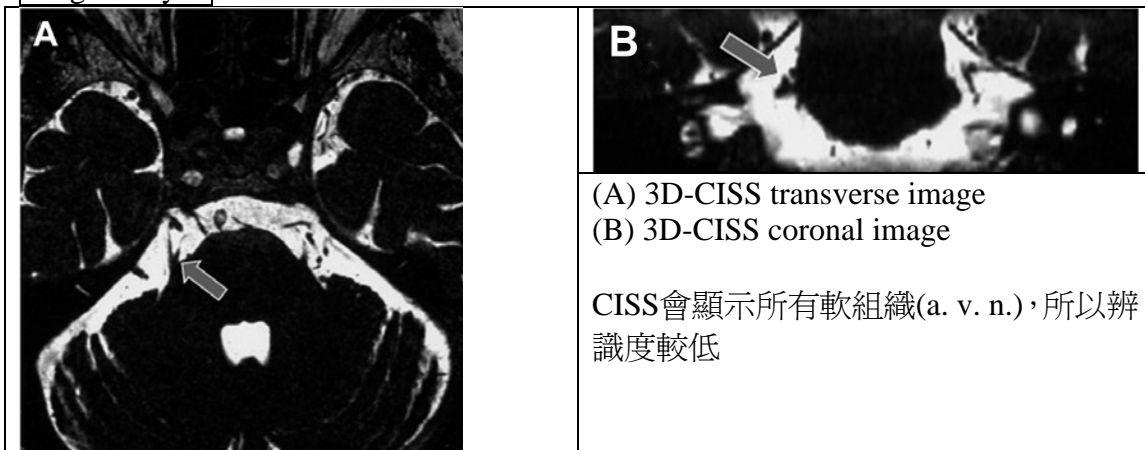 A
B
(A) 3D-CISS transverse image
(B) 3D-CISS coronal image
CISS會顯示所有軟組織(a. v. n.)，所以辨
識度較低